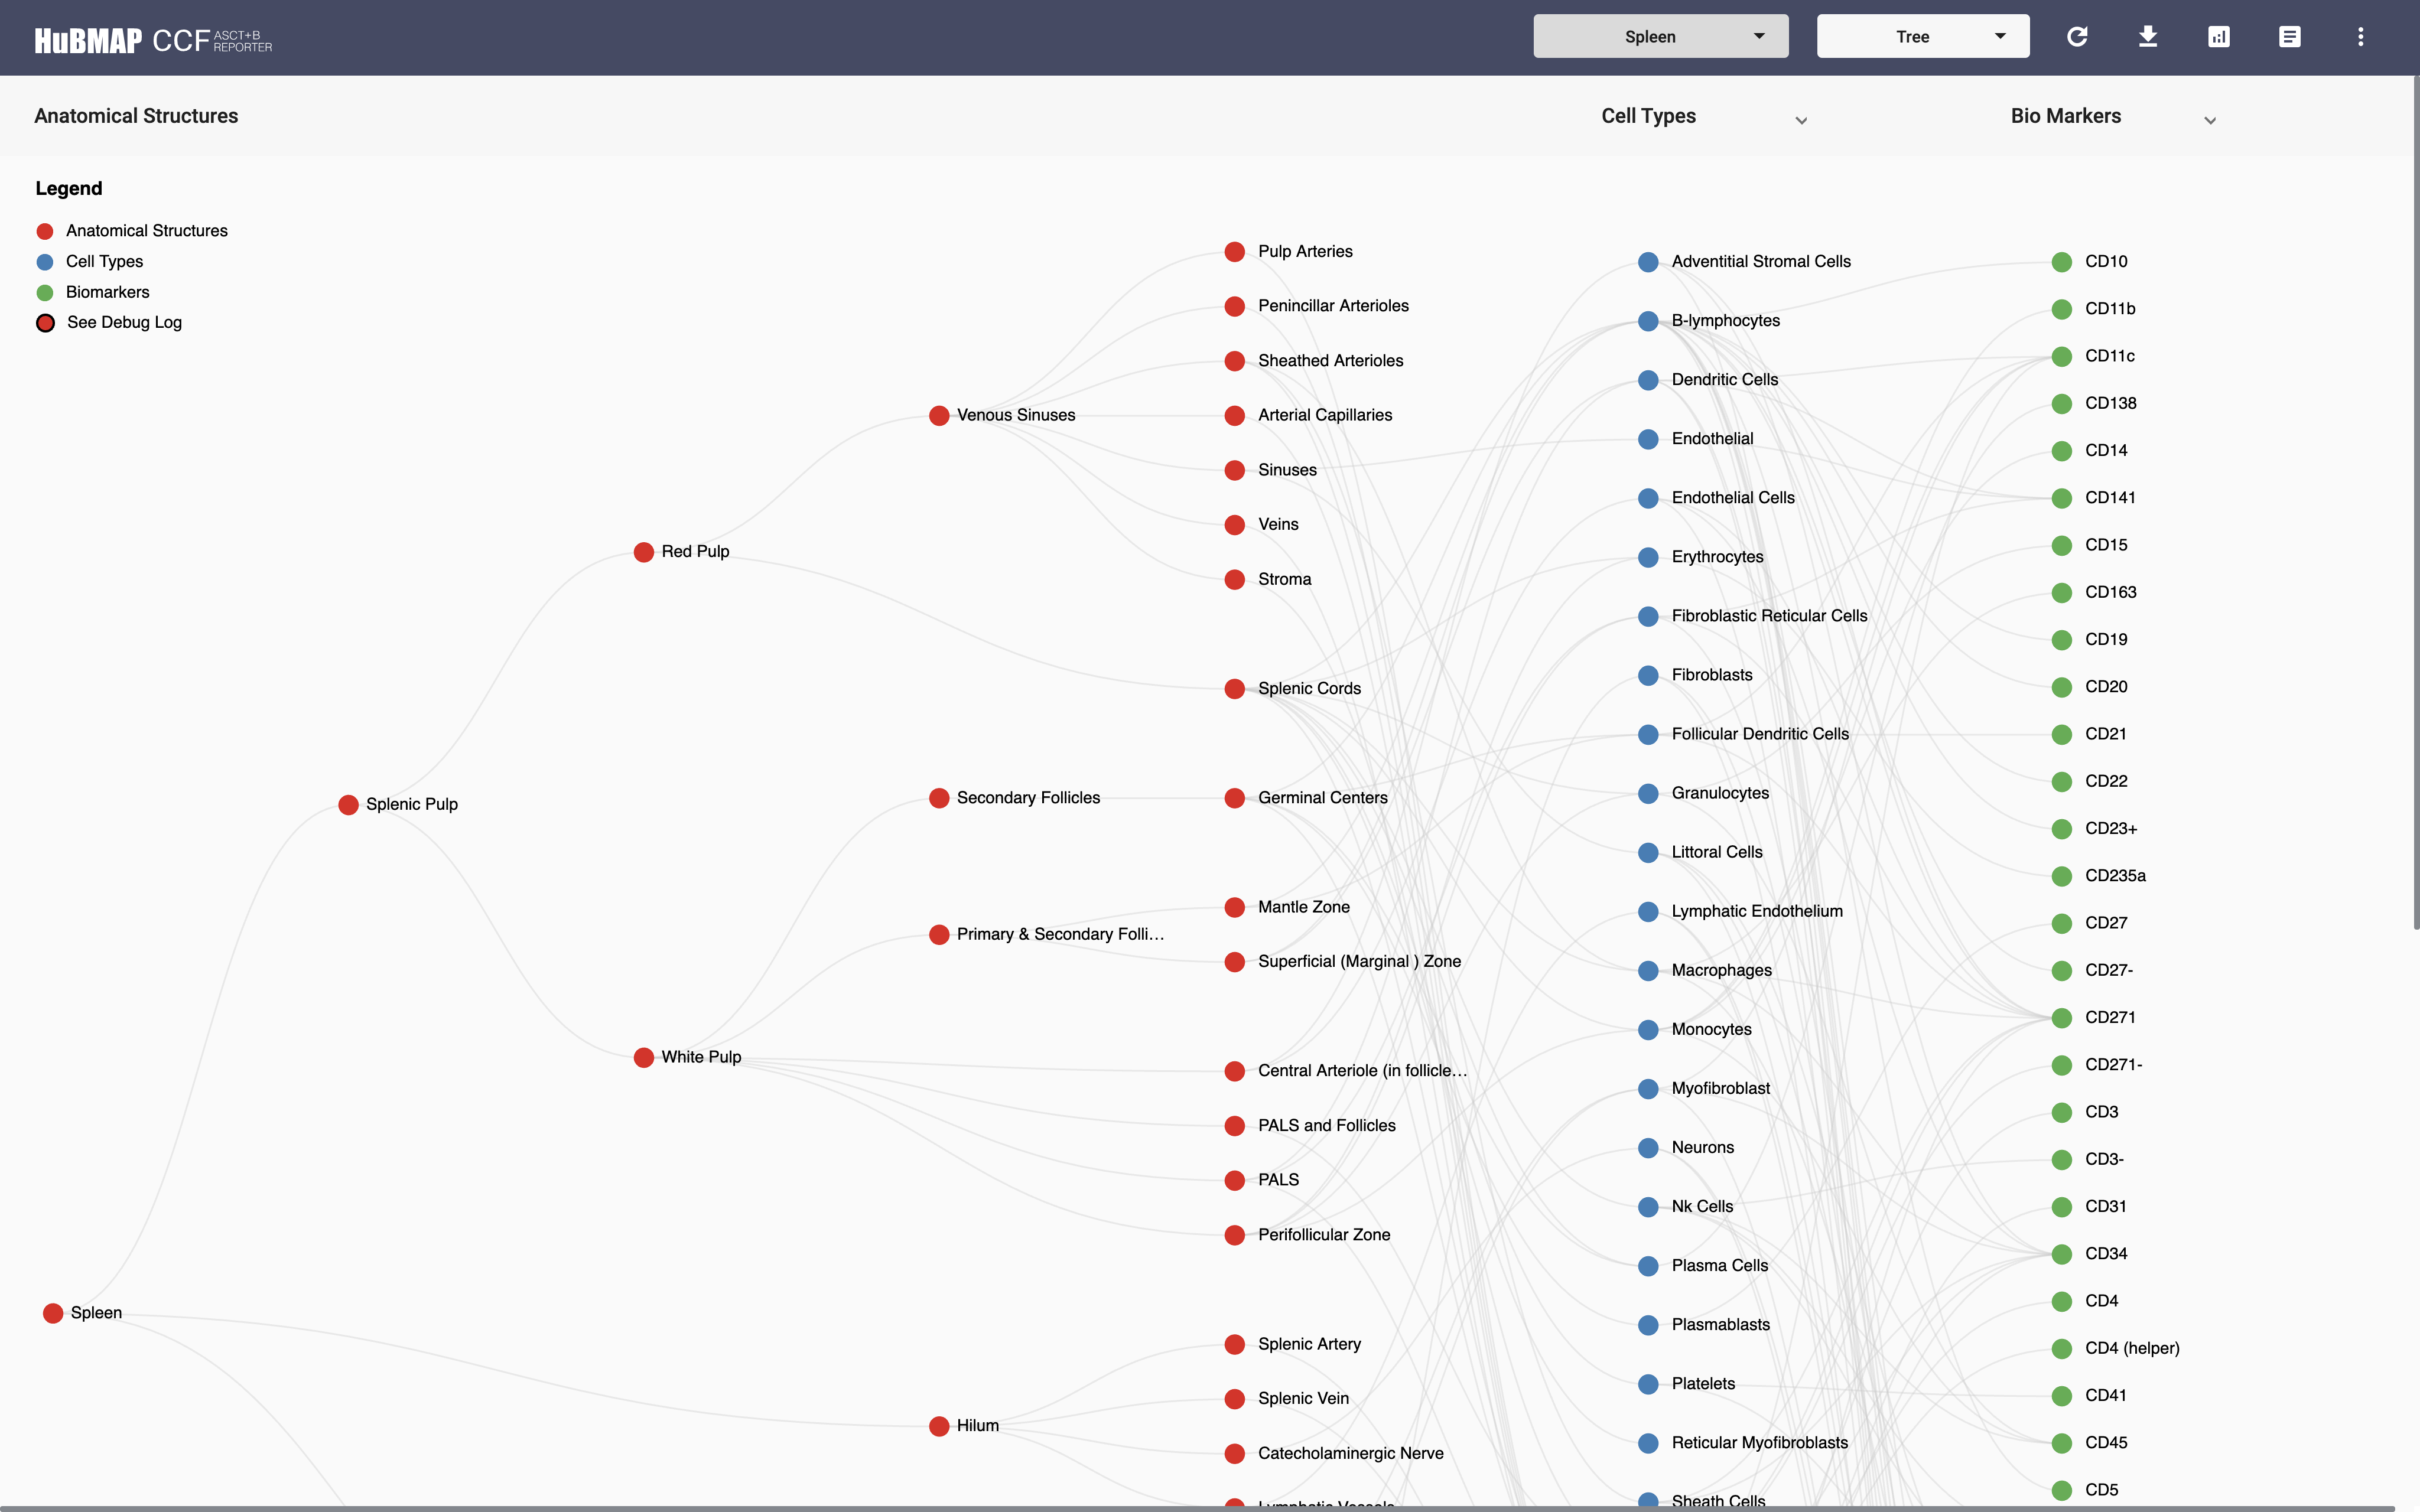 HuBMAP CCF ASCT+B REPORTER
Spleen
Tree
Anatomical Structures
Cell Types
Bio Markers
Legend
Anatomical Structures
Cell Types
Biomarkers
See Debug Log
Spleen
Splenic Pulp
Red Pulp
White Pulp
Venous Sinuses
Secondary Follicles
Primary & Secondary Folli...
Hilum
Pulp Arteries
Penincillar Arterioles
Sheathed Arterioles
Arterial Capillaries
Sinuses
Veins
Stroma
Splenic Cords
Germinal Centers
Mantle Zone
Superficial (Marginal ) Zone
Central Arteriole (in follicle...
PALS and Follicles
PALS
Perifollicular Zone
Splenic Artery
Splenic Vein
Catecholaminergic Nerve
Lymphatic Vessels
Adventitial Stromal Cells
B-lymphocytes
Dendritic Cells
Endothelial
Endothelial Cells
Erythrocytes
Fibroblastic Reticular Cells
Fibroblasts
Follicular Dendritic Cells
Granulocytes
Littoral Cells
Lymphatic Endothelium
Macrophages
Monocytes
Myofibroblast
Neurons
Nk Cells
Plasma Cells
Plasmablasts
Platelets
Reticular Myofibroblasts
Sheath Cells
CD10
CD11b
CD11c
CD138
CD14
CD141
CD15
CD163
CD19
CD20
CD21
CD22
CD23+
CD235a
CD27
CD27-
CD271
CD271-
CD3
CD3-
CD31
CD34
CD4
CD4 (helper)
CD41
CD45
CD5